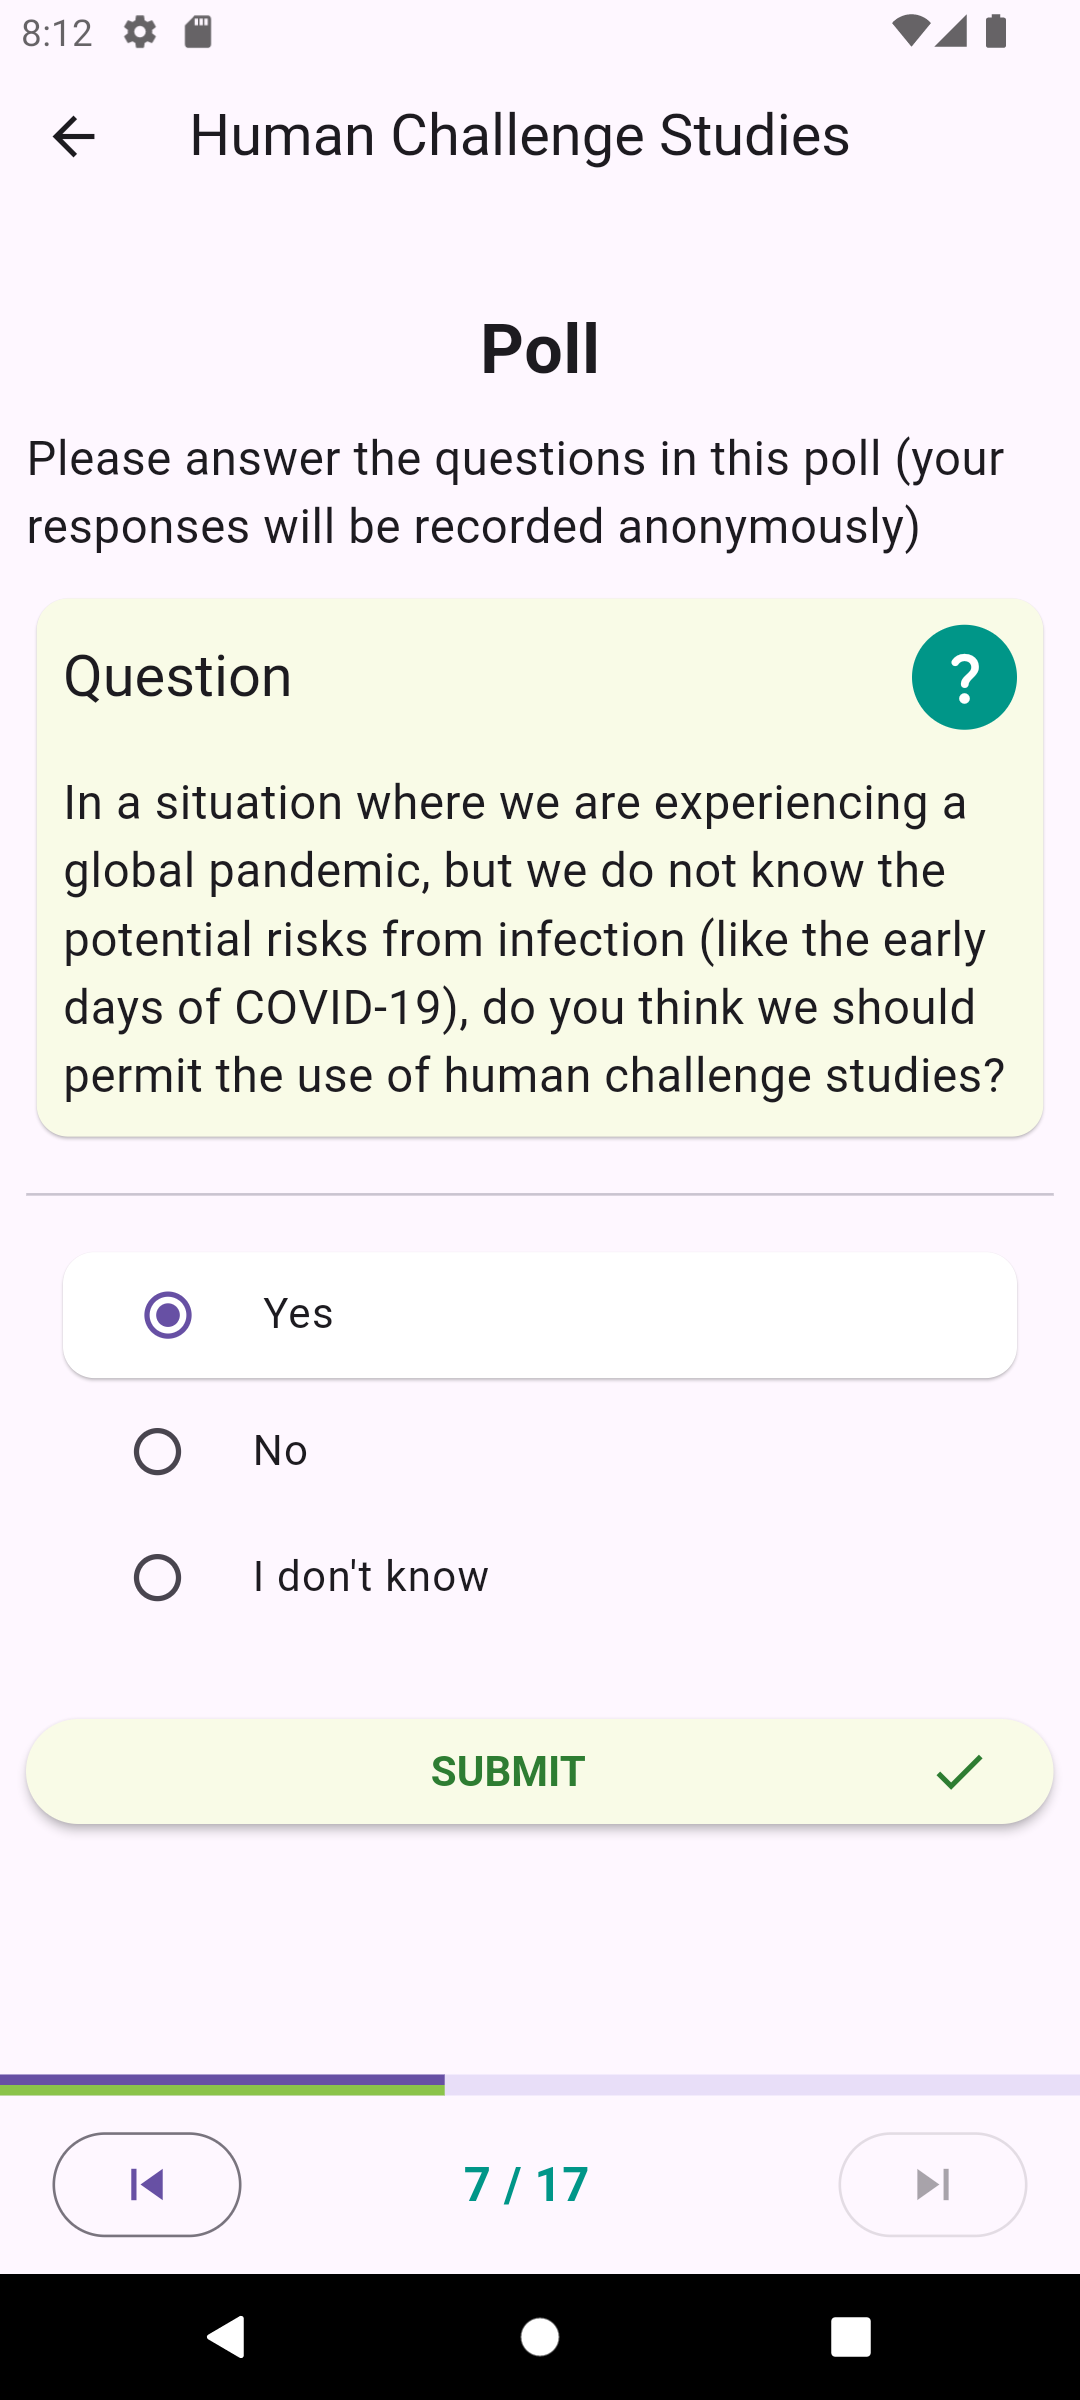 8:12
Human Challenge Studies
Poll
Please answer the questions in this poll (your
responses will be recorded anonymously)
Question
?
In a situation where we are experiencing a
global pandemic, but we do not know the
potential risks from infection (like the early
days of COVID-19), do you think we should
permit the use of human challenge studies?
Yes
No
I don't know
SUBMIT
7 / 17